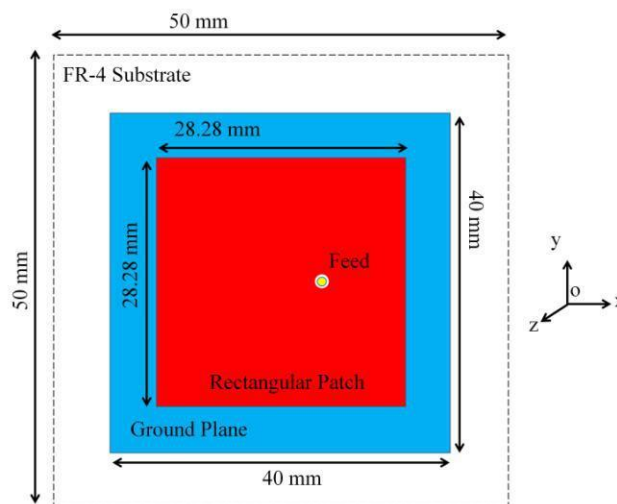 50 mm
FR-4 Substrate
28.28 mm
50 mm
28.28 mm
40 mm
Feed
y
o
z
Rectangular Patch
Ground Plane
40 mm